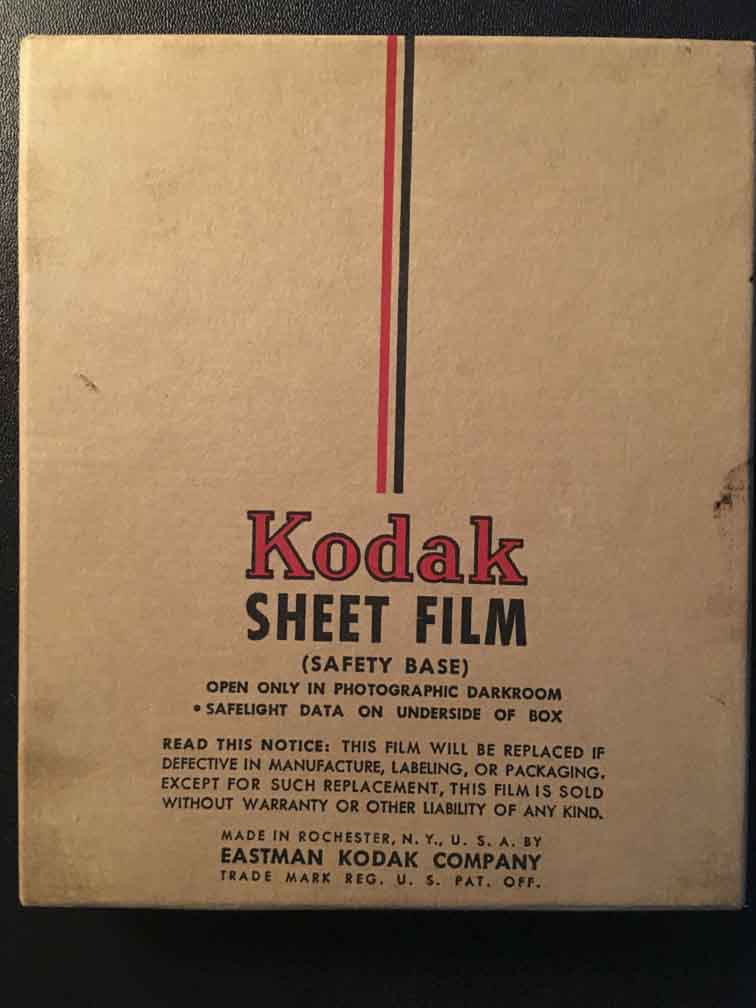 Kodak
SHEET FILM
(SAFETY BASE)
OPEN ONLY IN PHOTOGRAPHIC DARKROOM
• SAFELIGHT DATA ON UNDERSIDE OF BOX
READ THIS NOTICE: THIS FILM WILL BE REPLACED IF
DEFECTIVE IN MANUFACTURE, LABELING, OR PACKAGING.
EXCEPT FOR SUCH REPLACEMENT, THIS FILM IS SOLD
WITHOUT WARRANTY OR OTHER LIABILITY OF ANY KIND.
MADE IN ROCHESTER, N. Y., U. S. A. BY
EASTMAN KODAK COMPANY
TRADE MARK REG. U. S. PAT. OFF.